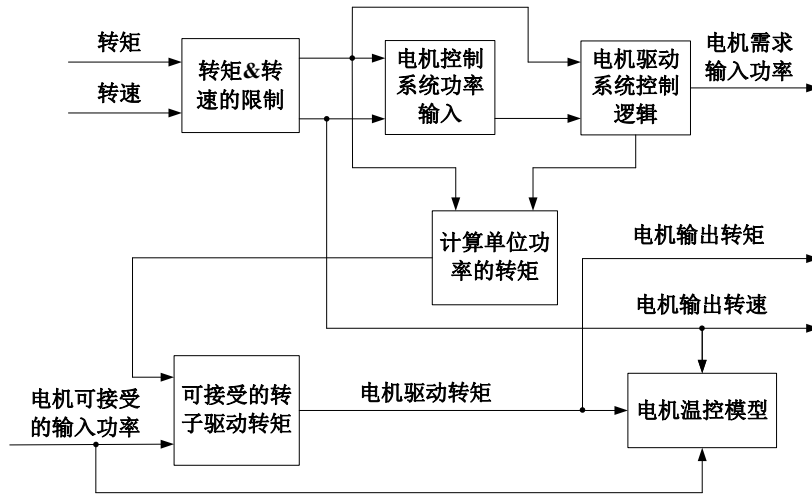 转矩
转速
转矩&转
速的限制
电机控制
系统功率
输入
电机驱动
系统控制
逻辑
电机需求
输入功率
计算单位功
率的转矩
电机输出转矩
电机输出转速
电机可接受
的输入功率
可接受的转
子驱动转矩
电机驱动转矩
电机温控模型